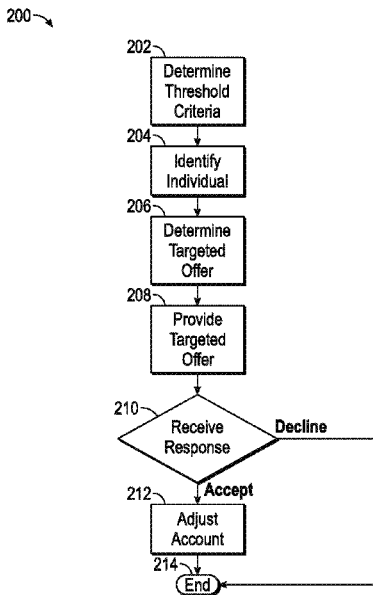 200
202
Determine
Threshold
Criteria
204
Identify
Individual
206
Determine
Targeted
Offer
208
Provide
Targeted
Offer
210
Receive
Response
Decline
Accept
212
Adjust
Account
214
End